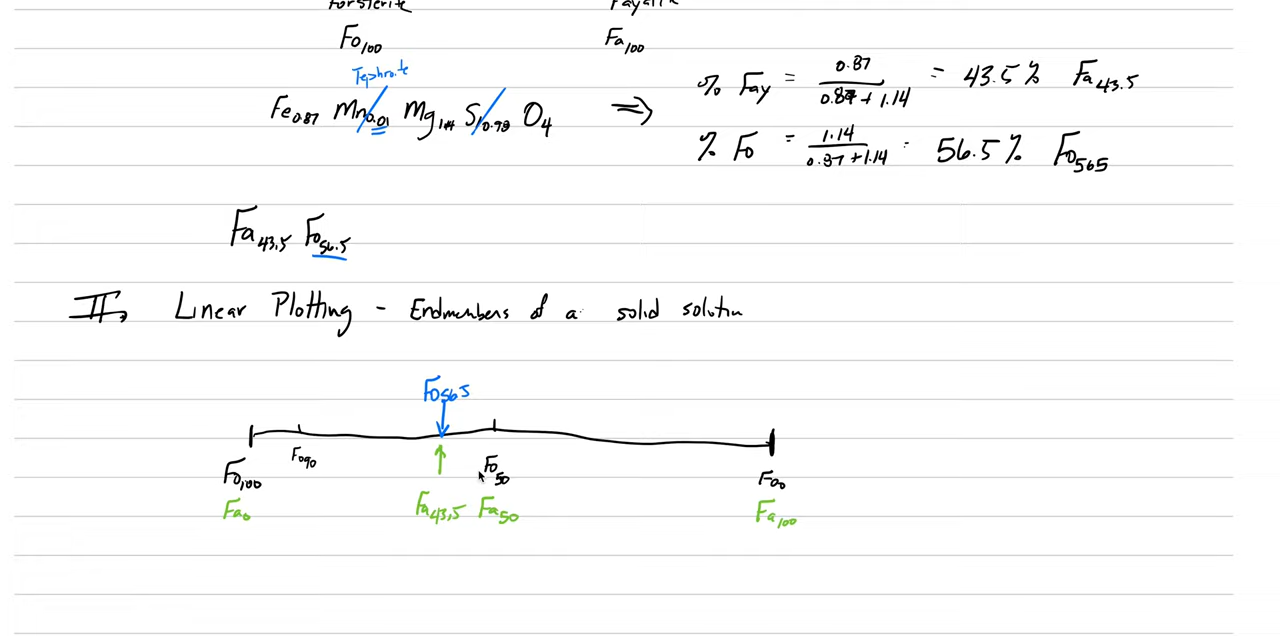 Forsterite Fayalite
Fo100 Fa100
Tephroite
Fe0.87 Mn0.01 Mg1.14 Si0.98 O4 ⇒
% Fay = 0.87 / 0.87 + 1.14 = 43.5% Fa43.5
% Fo = 1.14 / 0.87 + 1.14 = 56.5% Fo56.5
Fa43.5 Fo56.5
II. Linear Plotting - Endmembers of a solid solution
Fo56.5
Fo100 Fo90 Fo50 Fo0
Fa0 Fa43.5 Fa50 Fa100